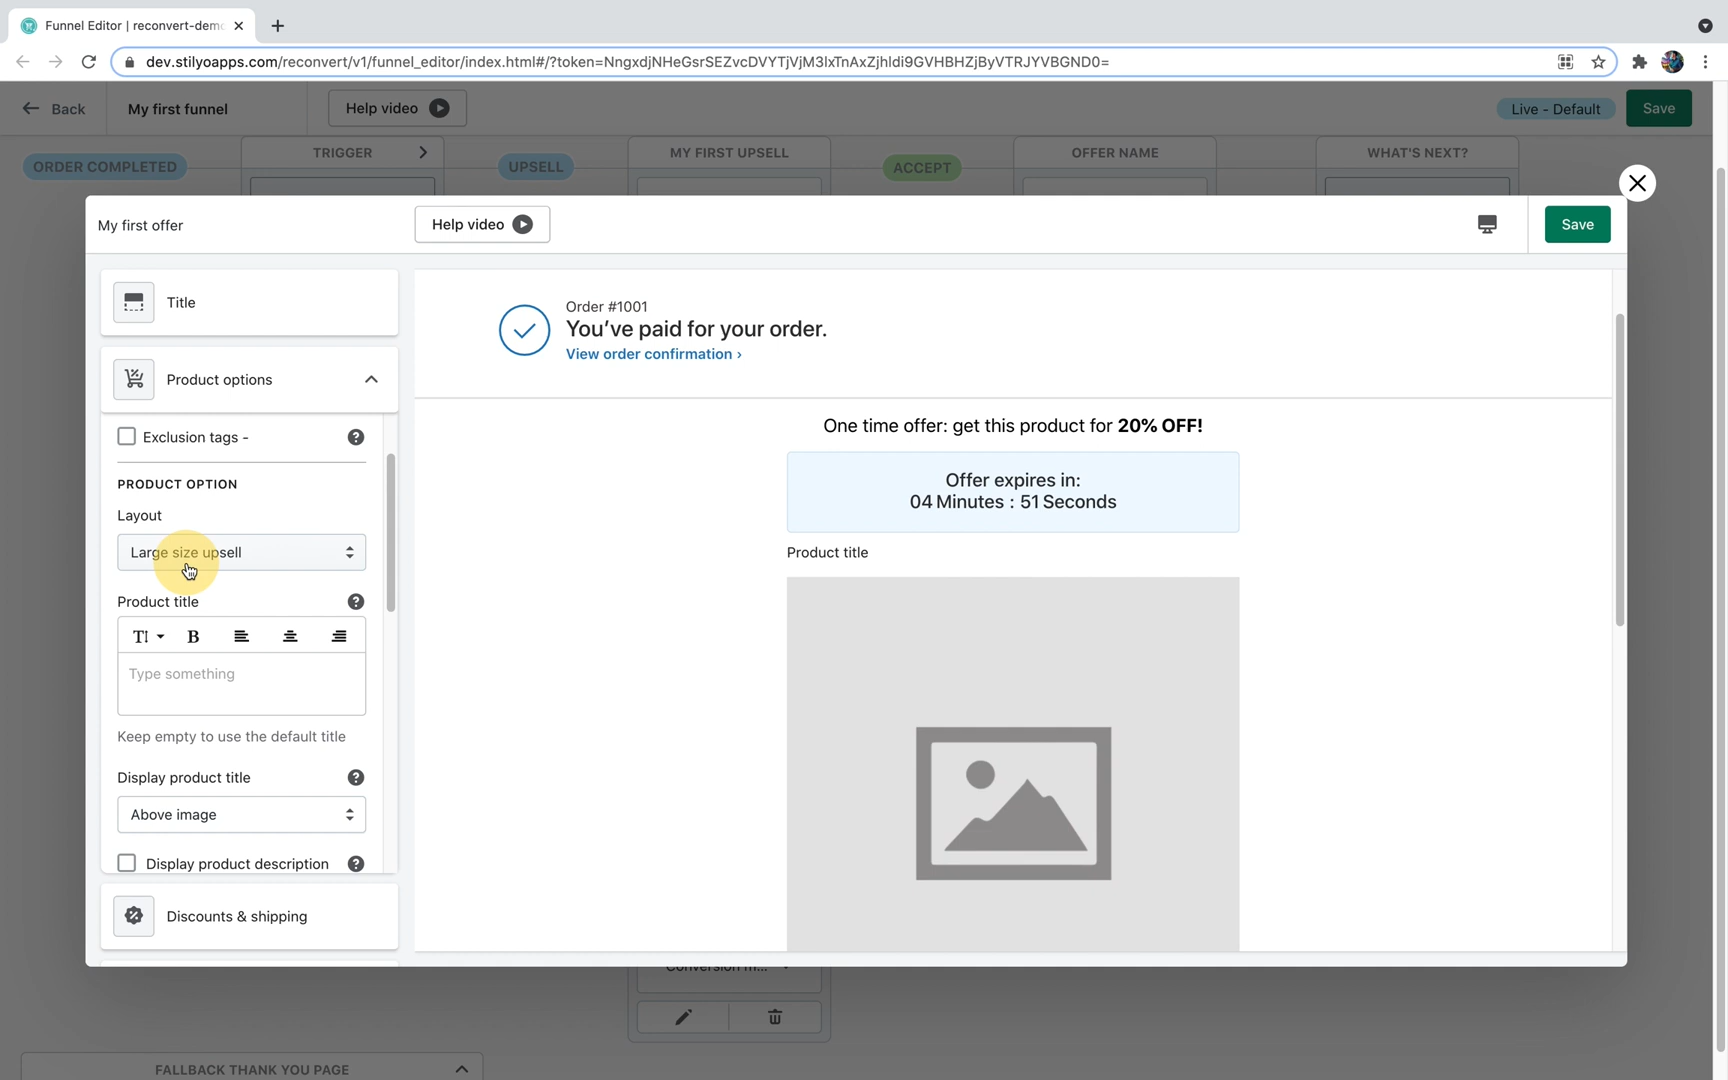 Funnel Editor | reconvert-demo
dev.stilyoapps.com/reconvert/v1/funnel_editor/index.html#/?token=NngxdjNHeGsrSEZvcDVYTjVjM3lxTnAxZjhldi9GVHBHZjByVTRJYVBGND0=
Back
My first funnel
Help video
Live - Default
Save
ORDER COMPLETED
TRIGGER
UPSELL
MY FIRST UPSELL
ACCEPT
OFFER NAME
WHAT'S NEXT?
My first offer
Help video
Save
Title
Product options
Exclusion tags -
PRODUCT OPTION
Layout
Large size upsell
Product title
T!
B
Type something
Keep empty to use the default title
Display product title
Above image
Display product description
Discounts & shipping
Order #1001
You've paid for your order.
View order confirmation ›
One time offer: get this product for 20% OFF!
Offer expires in:
04 Minutes : 51 Seconds
Product title
Conversion m...
FALLBACK THANK YOU PAGE